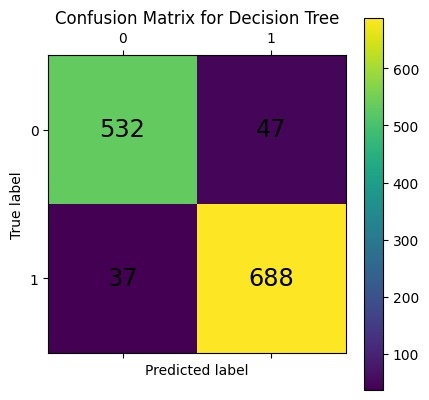 Confusion Matrix for Decision Tree
0 1
0 532 47
1 37 688
True label
Predicted label
600
500
400
300
200
100